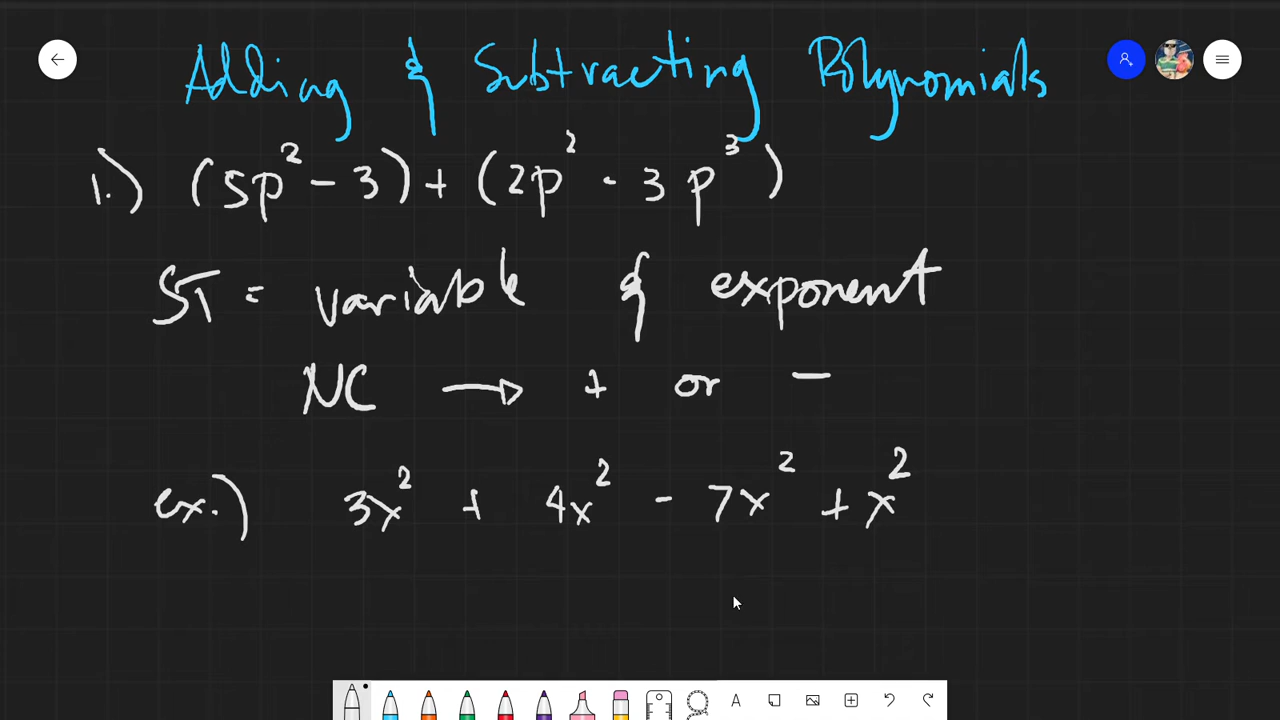 Adding & Subtracting Polynomials
1.) (5p² - 3) + (2p² - 3p³)
ST = variable & exponent
NC → + or -
ex.) 3x² + 4x² - 7x² + x²
A